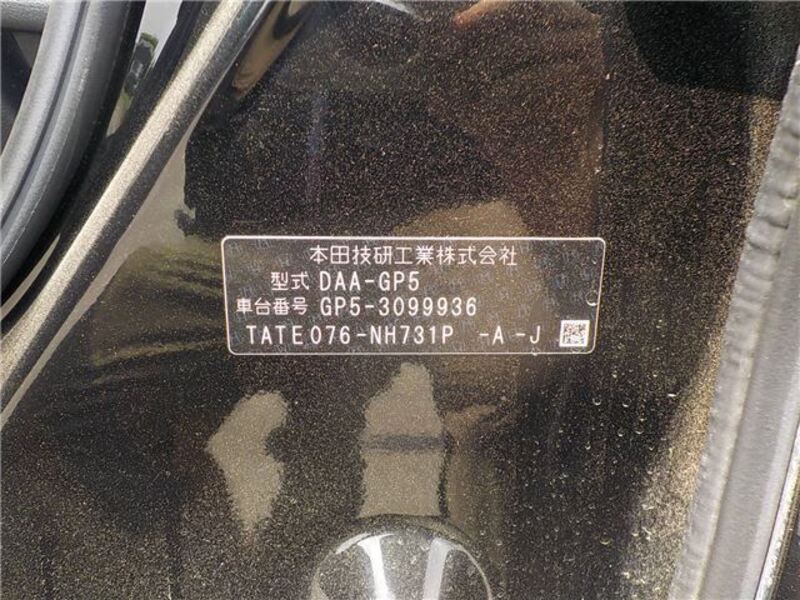 本田技研工業株式会社
型式 DAA-GP5
車台番号 GP5-3099936
TATE076-NH731P -A -J